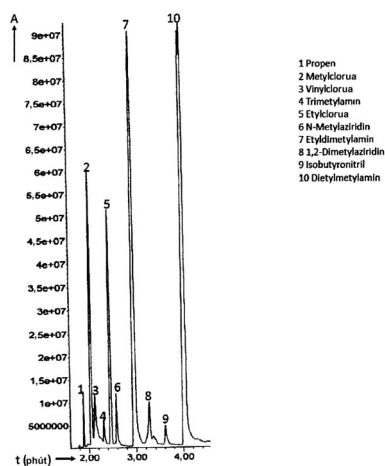 A
9e+07
8,5e+07
8e+07
7,5e+07
7e+07
6,5e+07
6e+07
5,5e+07
5e+07
4,5e+07
4e+07
3,5e+07
3e+07
2,5e+07
2e+07
1,5e+07
1e+07
5000000
t (phút)
2,00
3,00
4,00
1
2
3
4
5
6
7
8
9
10
1 Propen
2 Metylclorua
3 Vinylclorua
4 Trimetylamin
5 Etylclorua
6 N-Metylaziridin
7 Etyldimetylamin
8 1,2-Dimetylaziridin
9 Isobutyronitril
10 Dietylmetylamin